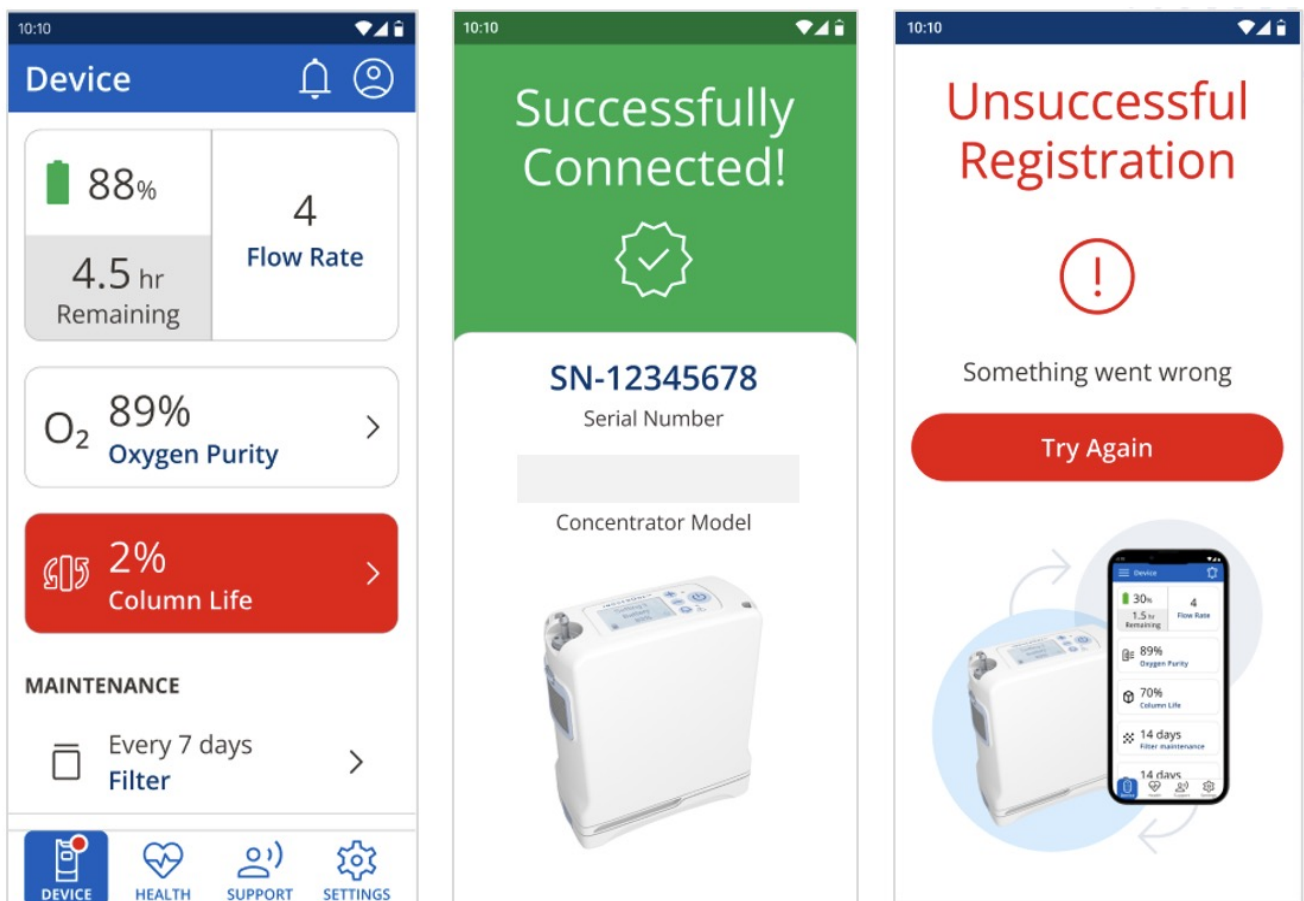 10:10
Device
88%
4
Flow Rate
4.5 hr
Remaining
O₂
89%
Oxygen Purity
2%
Column Life
MAINTENANCE
Every 7 days
Filter
DEVICE
HEALTH
SUPPORT
SETTINGS
10:10
Successfully
Connected!
SN-12345678
Serial Number
Concentrator Model
10:10
Unsuccessful
Registration
!
Something went wrong
Try Again
Device
30%
4
Flow Rate
1.5 hr
Remaining
89%
Oxygen Purity
70%
Column Life
14 days
Filter maintenance
14 days